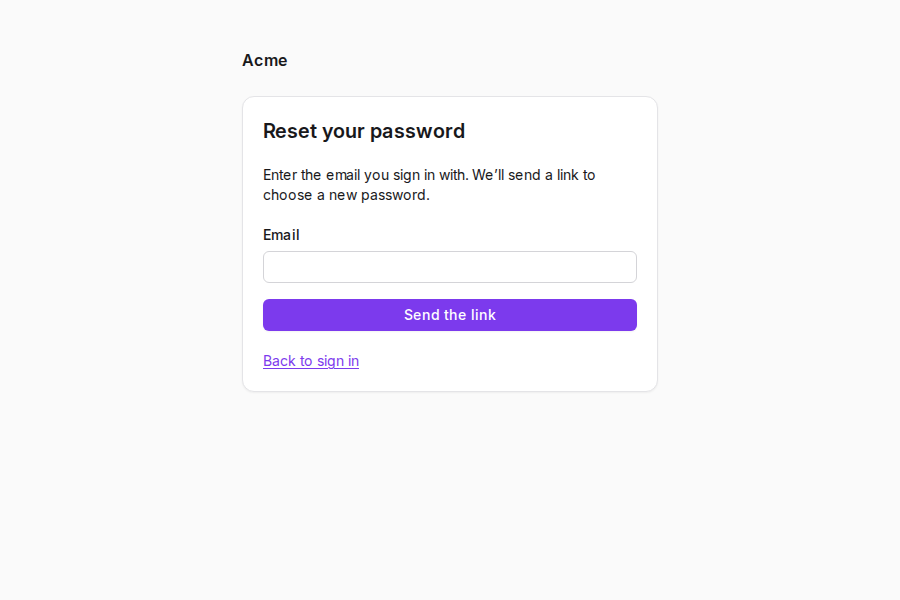 Acme
Reset your password
Enter the email you sign in with. We’ll send a link to
choose a new password.
Email
Send the link
Back to sign in